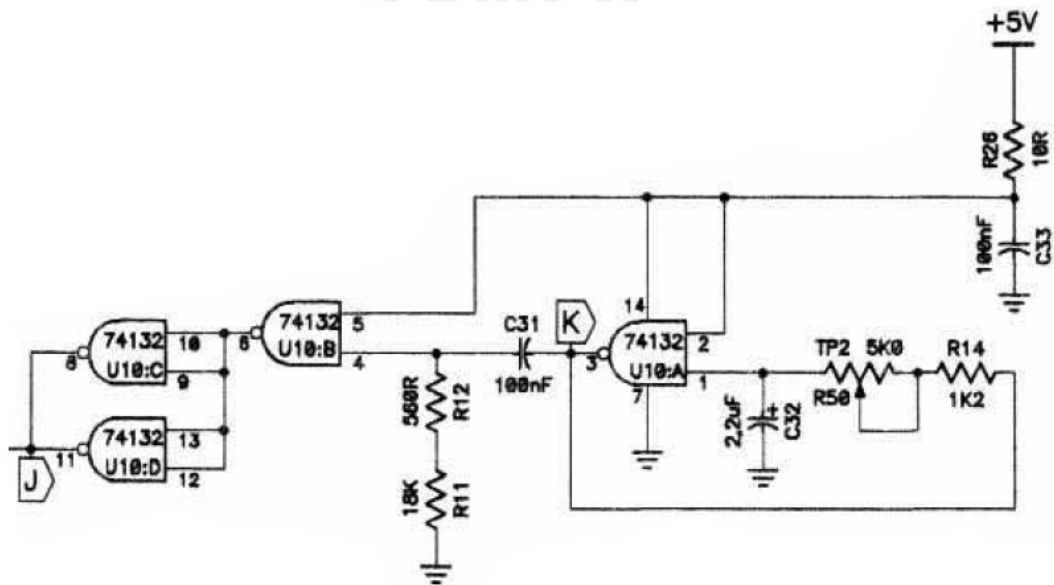 +5V
R26
10R
100nF
C33
14
K
C31
100nF
74132
U10:A
3
2
1
7
TP2
5K0
R50
R14
1K2
2,2uF
+
C32
74132
U10:B
6
5
4
560R
R12
18K
R11
74132
U10:C
8
10
9
74132
U10:D
11
13
12
J